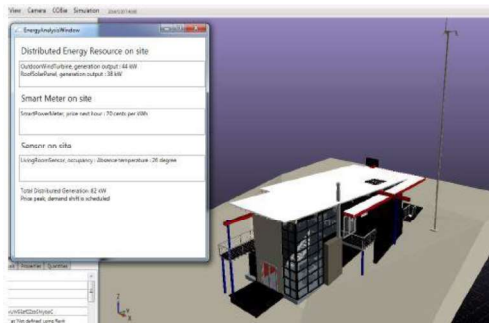 View Camera COBie Simulation
EnergyAnalysisWindow
Distributed Energy Resource on site
OutdoorWindTurbine, generation output : 44 kW
RoofSolarPanel, generation output : 38 kW
Smart Meter on site
SmartPowerMeter, price next hour : 70 cents per kWh
Sensor on site
LivingRoomSensor, occupancy : Absence temperature : 26 degree
Total Distributed Generation: 82 kW
Price peak, demand shift is scheduled
Properties Quantities
Z
Y
X